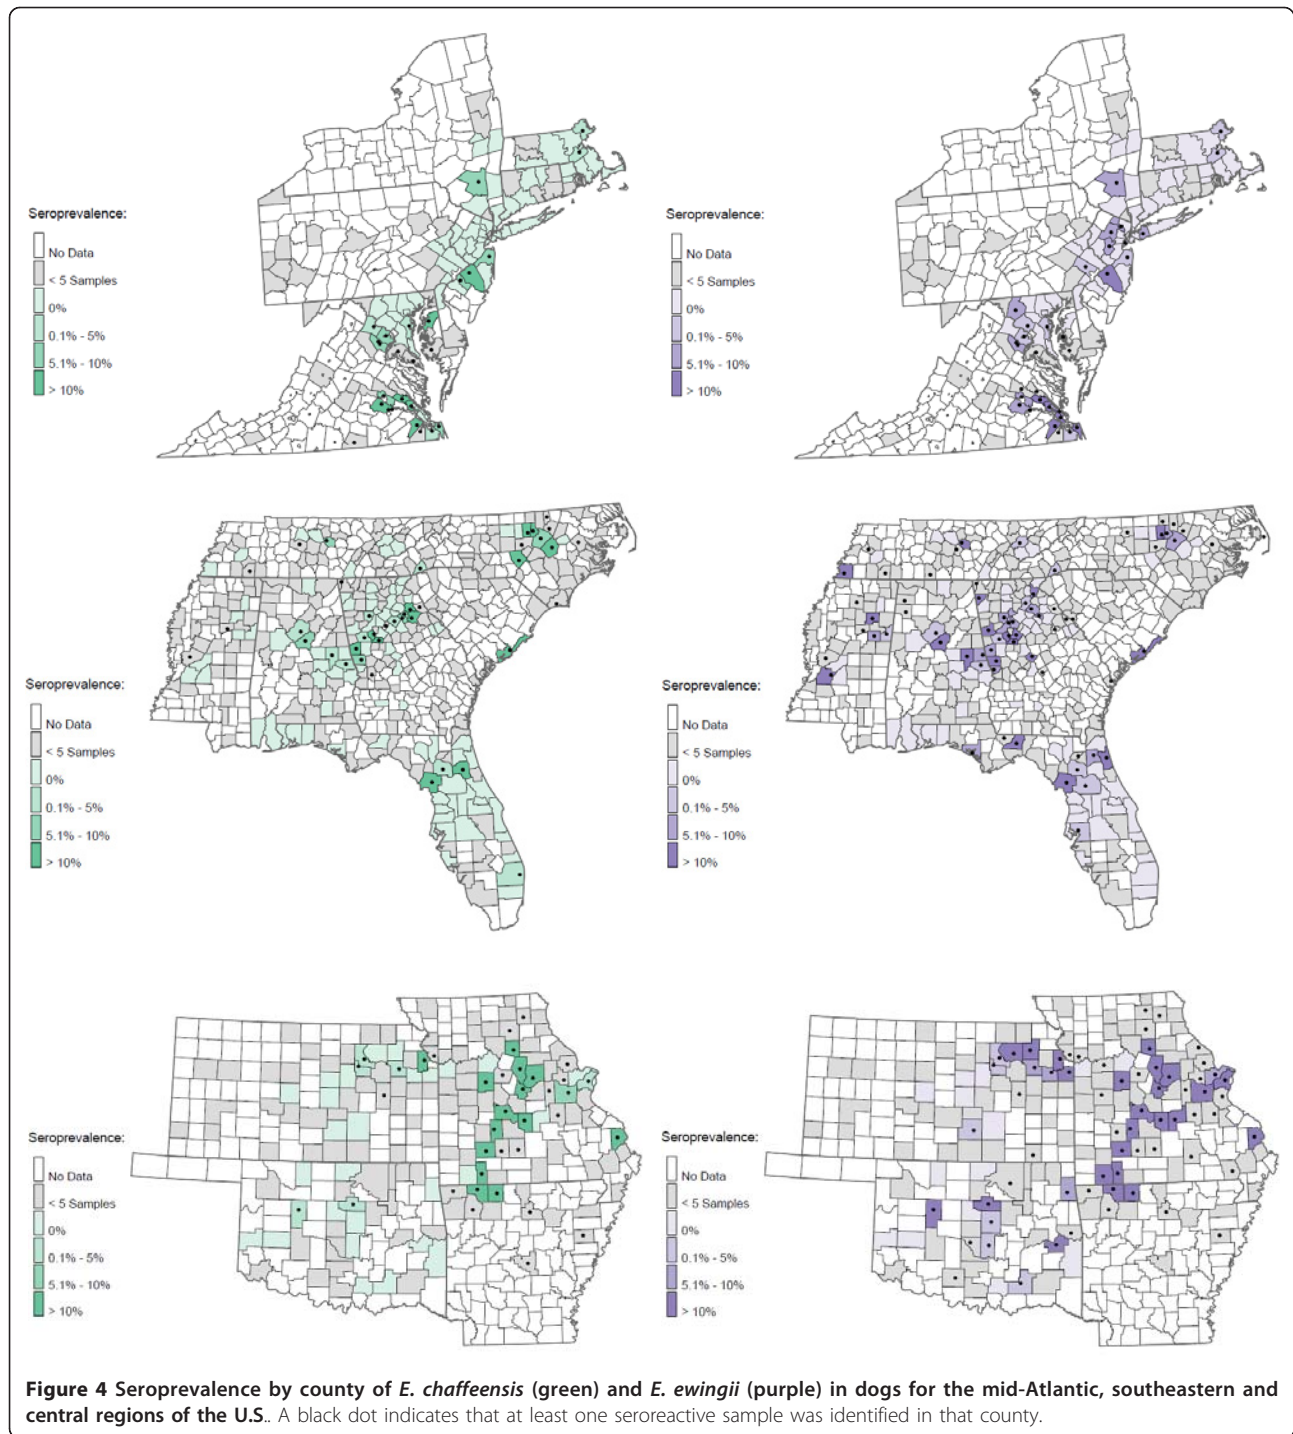 Seroprevalence:
No Data
< 5 Samples
0%
0.1% - 5%
5.1% - 10%
> 10%
Seroprevalence:
No Data
< 5 Samples
0%
0.1% - 5%
5.1% - 10%
> 10%
Seroprevalence:
No Data
< 5 Samples
0%
0.1% - 5%
5.1% - 10%
> 10%
Seroprevalence:
No Data
< 5 Samples
0%
0.1% - 5%
5.1% - 10%
> 10%
Seroprevalence:
No Data
< 5 Samples
0%
0.1% - 5%
5.1% - 10%
> 10%
Seroprevalence:
No Data
< 5 Samples
0%
0.1% - 5%
5.1% - 10%
> 10%
Figure 4 Seroprevalence by county of E. chaffeensis (green) and E. ewingii (purple) in dogs for the mid-Atlantic, southeastern and
central regions of the U.S.. A black dot indicates that at least one seroreactive sample was identified in that county.